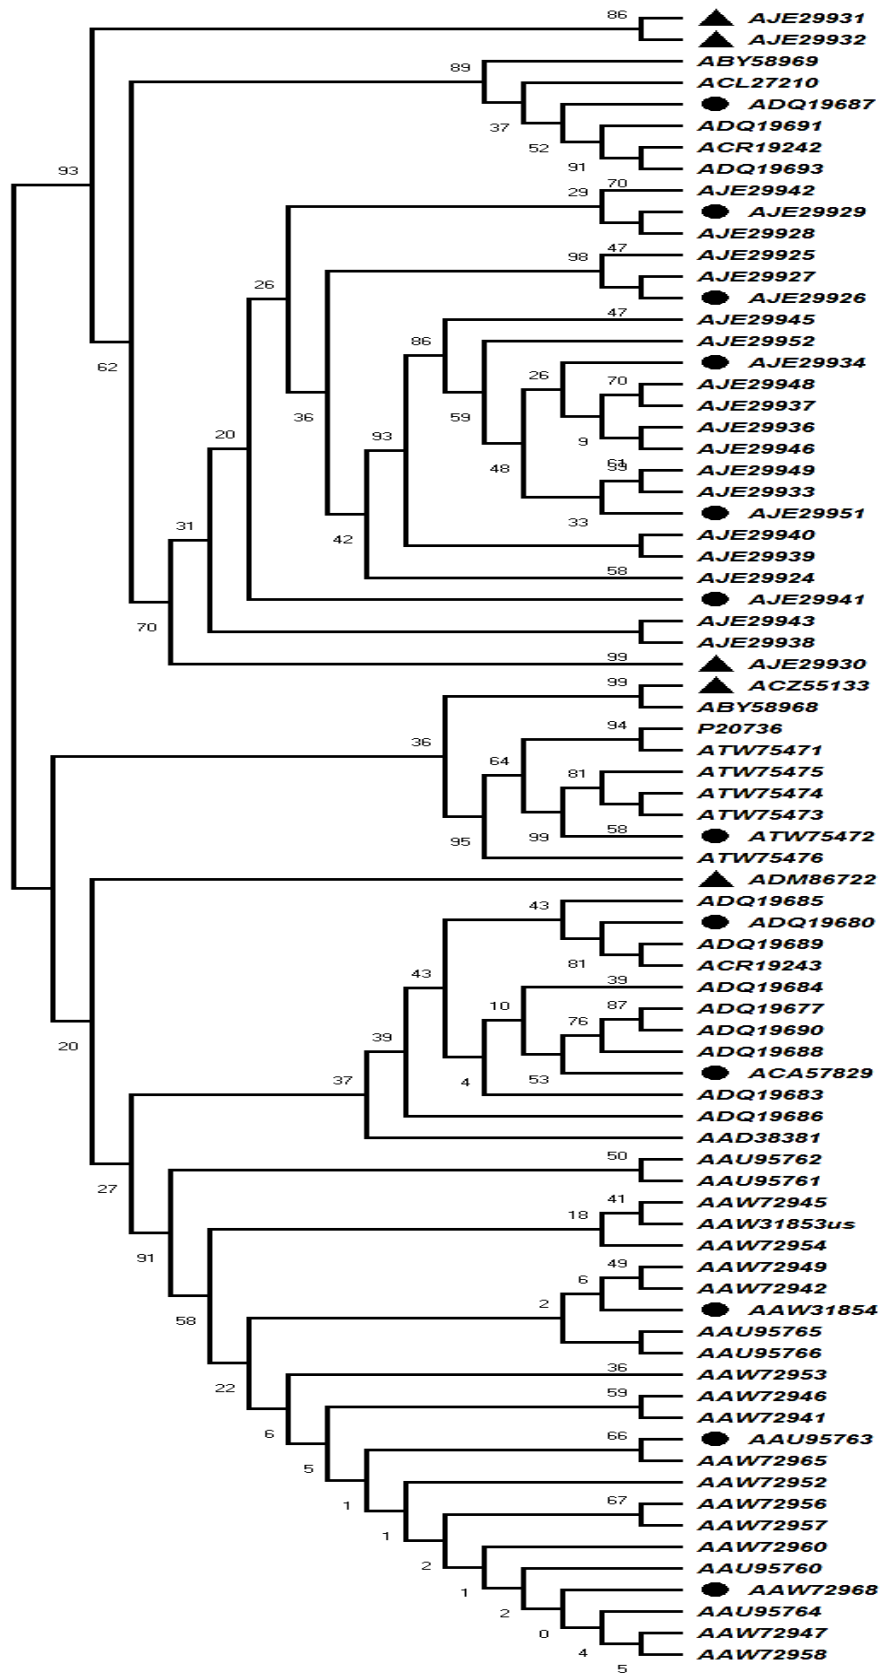 86
AJE29931
AJE29932
89
ABY58969
ACL27210
ADQ19687
37
ADQ19691
52
ACR19242
91
ADQ19693
93
70
29
AJE29942
AJE29929
AJE29928
47
98
AJE29925
AJE29927
26
AJE29926
47
AJE29945
86
AJE29952
62
26
AJE29934
70
AJE29948
AJE29937
36
59
20
93
9
AJE29936
AJE29946
48
61
39
AJE29949
AJE29933
33
AJE29951
31
42
AJE29940
AJE29939
58
AJE29924
AJE29941
70
AJE29943
AJE29938
99
AJE29930
99
ACZ55133
ABY58968
36
94
P20736
ATW75471
64
81
ATW75475
ATW75474
ATW75473
95
99
58
ATW75472
ATW75476
ADM86722
43
ADQ19685
ADQ19680
ADQ19689
81
ACR19243
43
39
ADQ19684
10
87
ADQ19677
76
ADQ19690
20
39
ADQ19688
37
4
53
ACA57829
ADQ19683
ADQ19686
AAD38381
50
AAU95762
27
AAU95761
41
AAW72945
18
AAW31853us
AAW72954
91
49
AAW72949
6
AAW72942
2
AAW31854
58
AAU95765
AAU95766
36
AAW72953
22
59
AAW72946
AAW72941
6
66
AAU95763
5
AAW72965
AAW72952
1
67
AAW72956
AAW72957
1
AAW72960
2
AAU95760
1
AAW72968
2
AAU95764
0
AAW72947
4
AAW72958
5